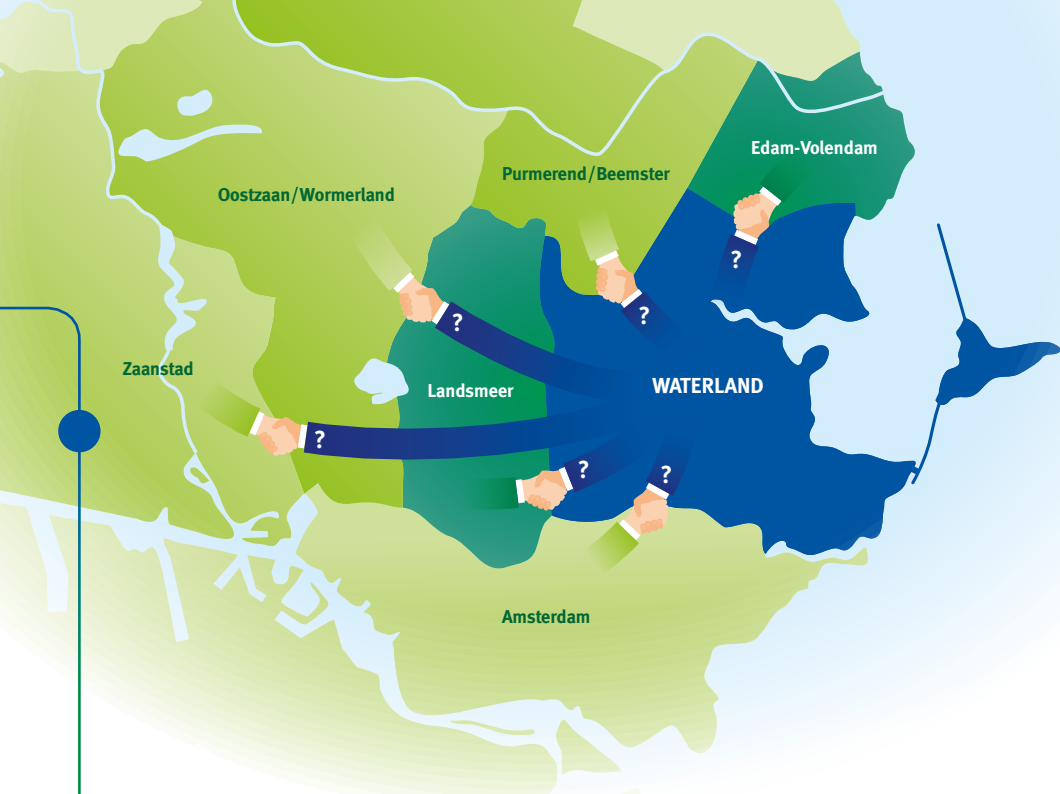 Edam-Volendam
Purmerend/Beemster
Oostzaan/Wormerland
?
?
?
Zaanstad
WATERLAND
Landsmeer
?
?
?
Amsterdam